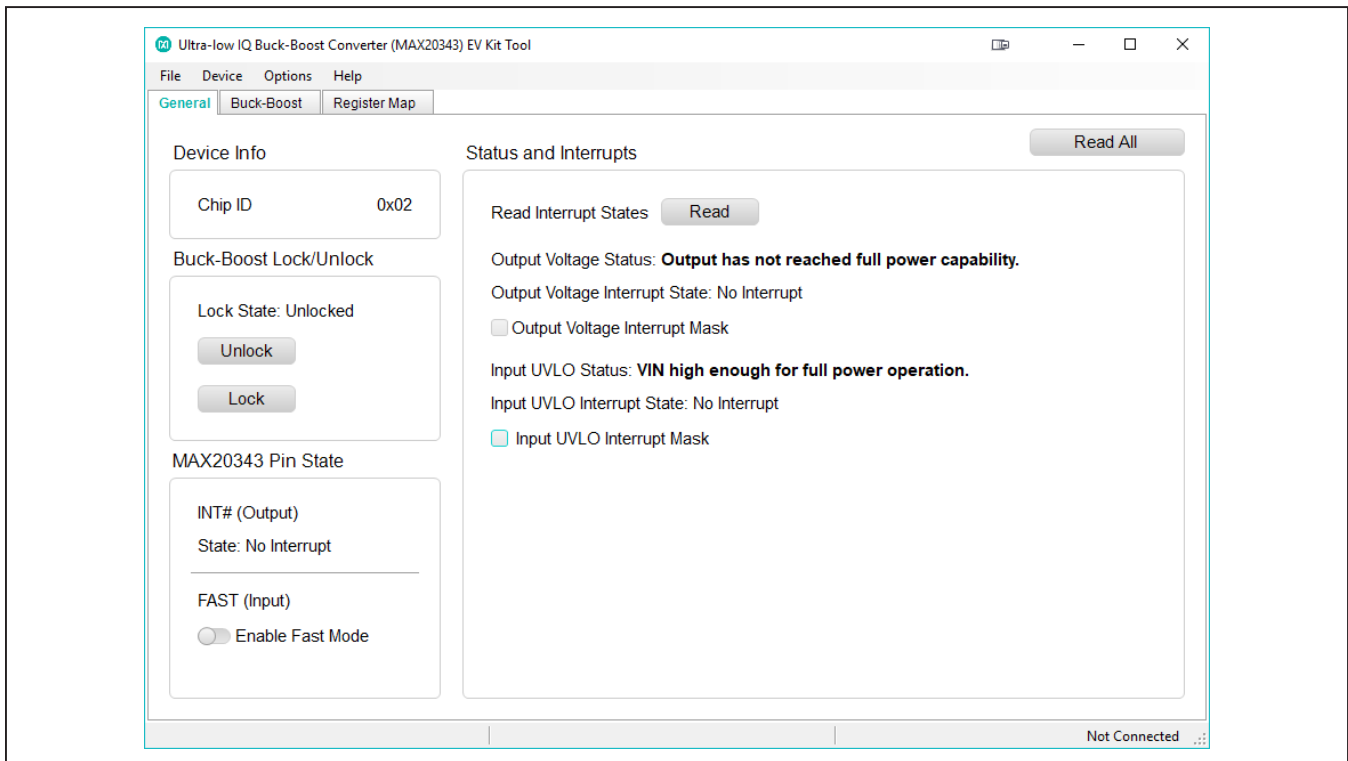 Ultra-low IQ Buck-Boost Converter (MAX20343) EV Kit Tool
File Device Options Help
General Buck-Boost Register Map
Read All
Device Info
Chip ID 0x02
Buck-Boost Lock/Unlock
Lock State: Unlocked
Unlock
Lock
MAX20343 Pin State
INT# (Output)
State: No Interrupt
FAST (Input)
Enable Fast Mode
Status and Interrupts
Read Interrupt States Read
Output Voltage Status: Output has not reached full power capability.
Output Voltage Interrupt State: No Interrupt
Output Voltage Interrupt Mask
Input UVLO Status: VIN high enough for full power operation.
Input UVLO Interrupt State: No Interrupt
Input UVLO Interrupt Mask
Not Connected